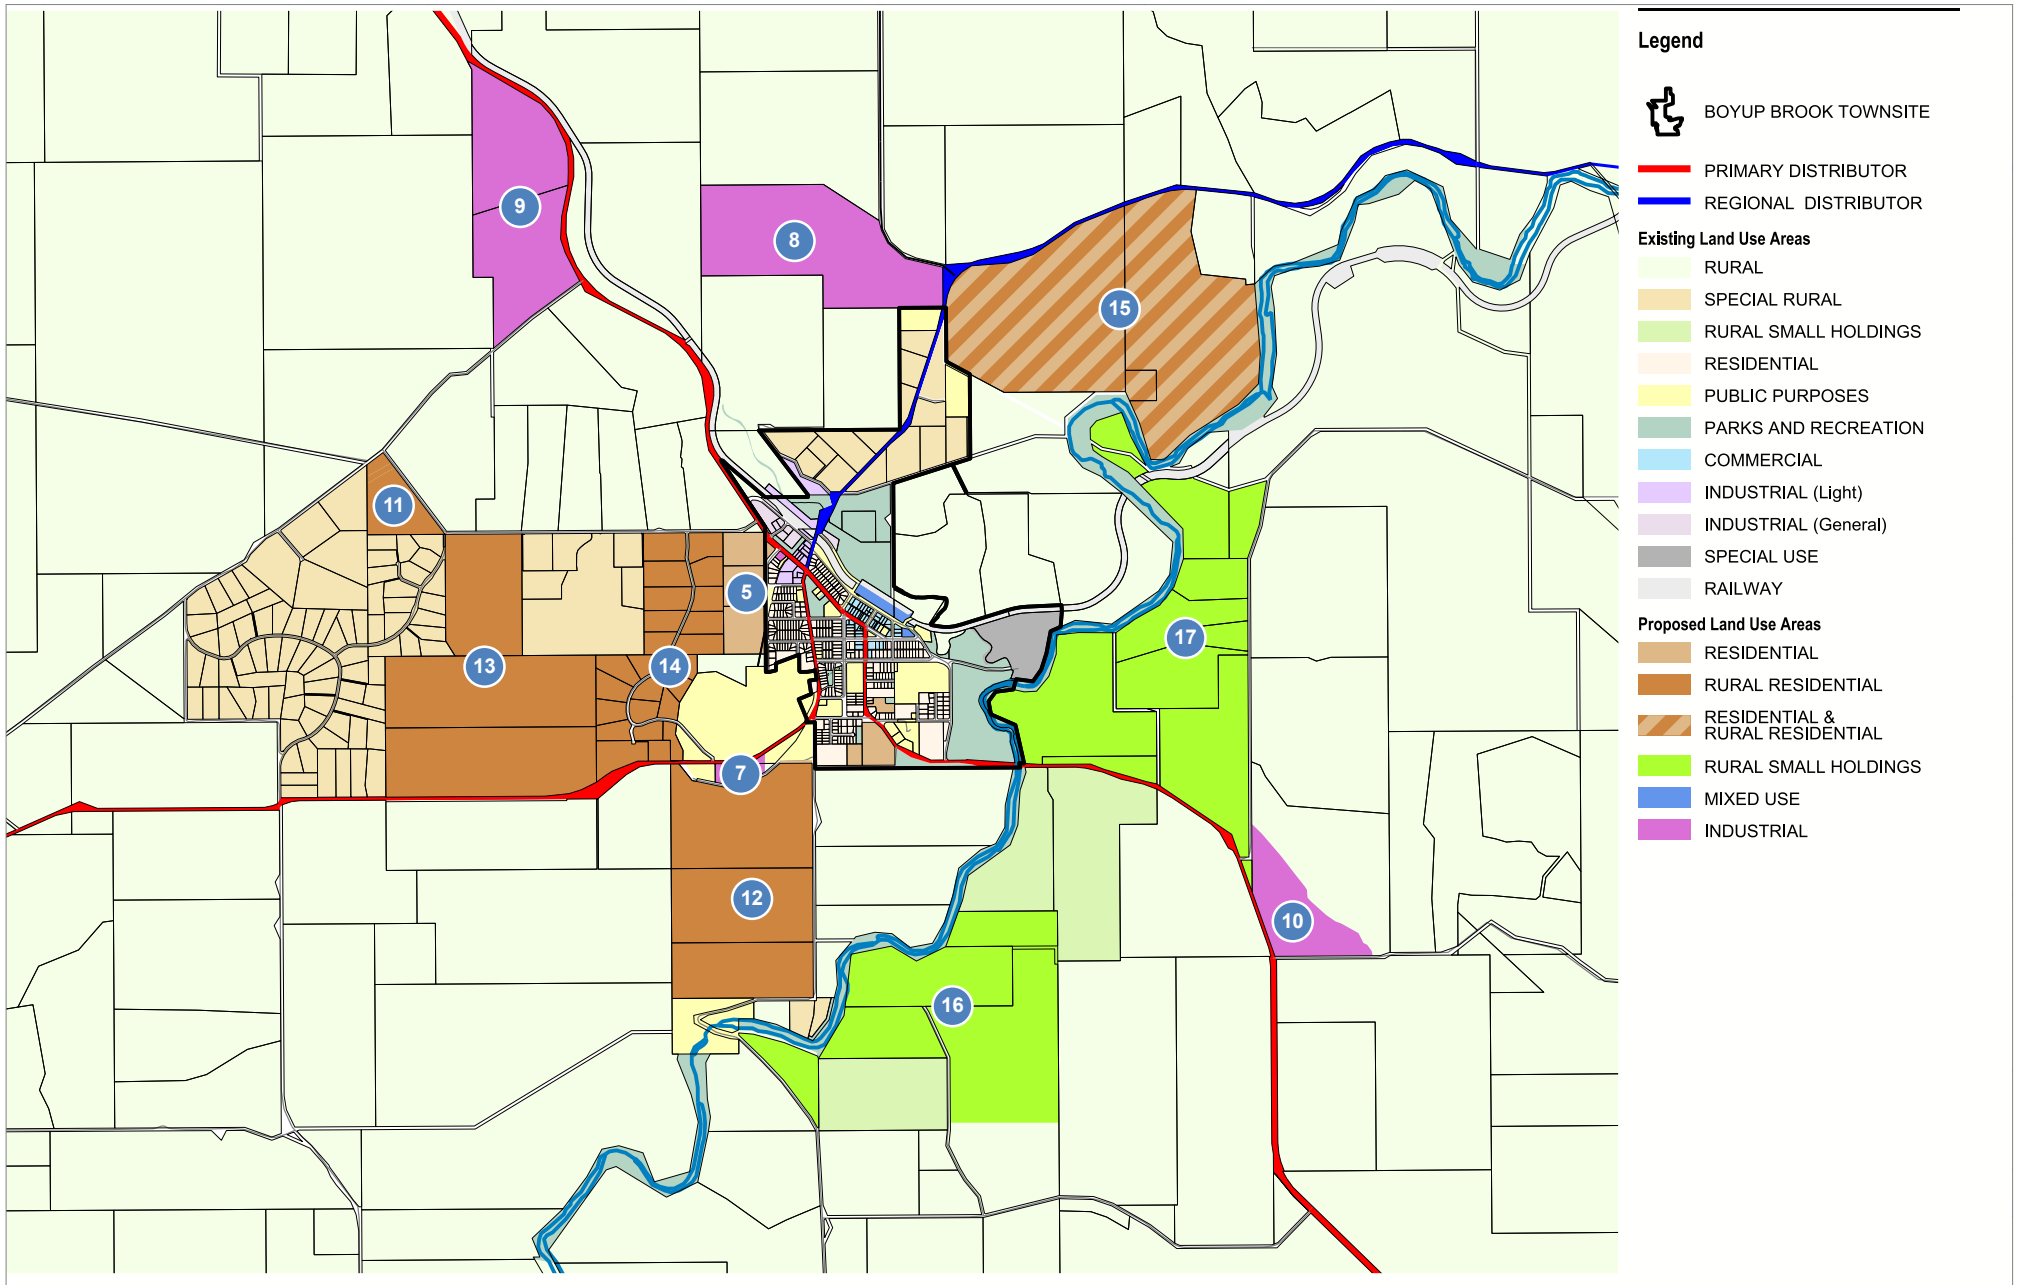 Legend
BOYUP BROOK TOWNSITE
PRIMARY DISTRIBUTOR
REGIONAL DISTRIBUTOR
Existing Land Use Areas
RURAL
SPECIAL RURAL
RURAL SMALL HOLDINGS
RESIDENTIAL
PUBLIC PURPOSES
PARKS AND RECREATION
COMMERCIAL
INDUSTRIAL (Light)
INDUSTRIAL (General)
SPECIAL USE
RAILWAY
Proposed Land Use Areas
RESIDENTIAL
RURAL RESIDENTIAL
RESIDENTIAL &
RURAL RESIDENTIAL
RURAL SMALL HOLDINGS
MIXED USE
INDUSTRIAL
9
8
15
11
5
17
13
14
7
12
10
16